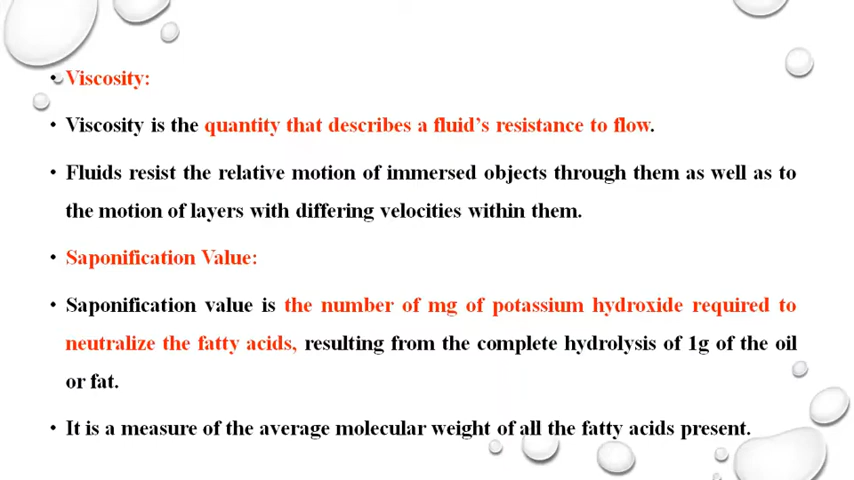 • Viscosity:
• Viscosity is the quantity that describes a fluid's resistance to flow.
• Fluids resist the relative motion of immersed objects through them as well as to
the motion of layers with differing velocities within them.
• Saponification Value:
• Saponification value is the number of mg of potassium hydroxide required to
neutralize the fatty acids, resulting from the complete hydrolysis of 1g of the oil
or fat.
• It is a measure of the average molecular weight of all the fatty acids present.